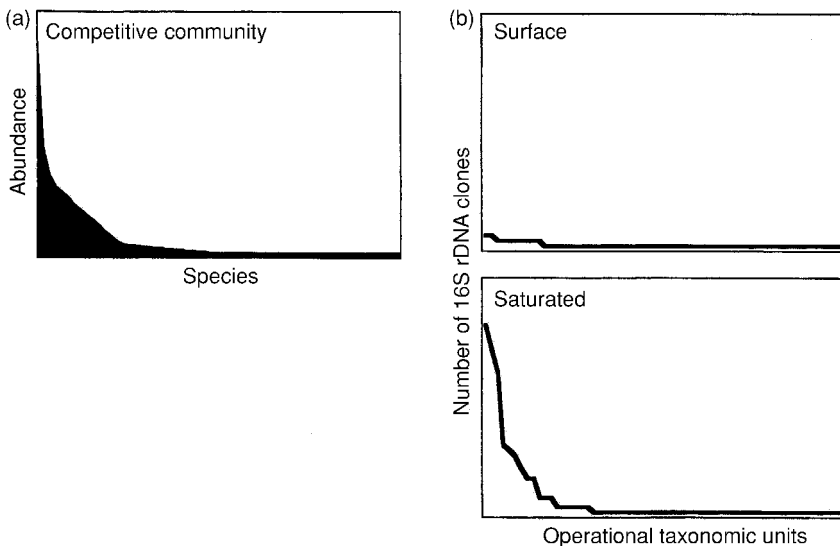 (a)
Competitive community
Abundance
Species
(b)
Surface
Number of 16S rDNA clones
Saturated
Operational taxonomic units